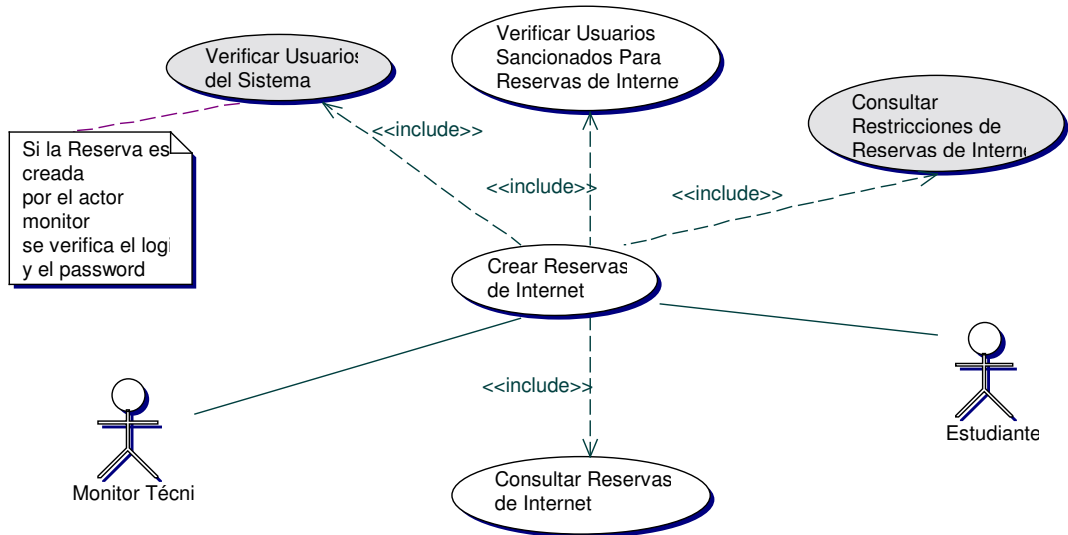 Verificar Usuarios
del Sistema
Verificar Usuarios
Sancionados Para
Reservas de Interne
Consultar
Restricciones de
Reservas de Interne
<<include>>
<<include>>
<<include>>
Si la Reserva es
creada
por el actor
monitor
se verifica el logi
y el password
Crear Reservas
de Internet
<<include>>
Estudiante
Monitor Técni
Consultar Reservas
de Internet